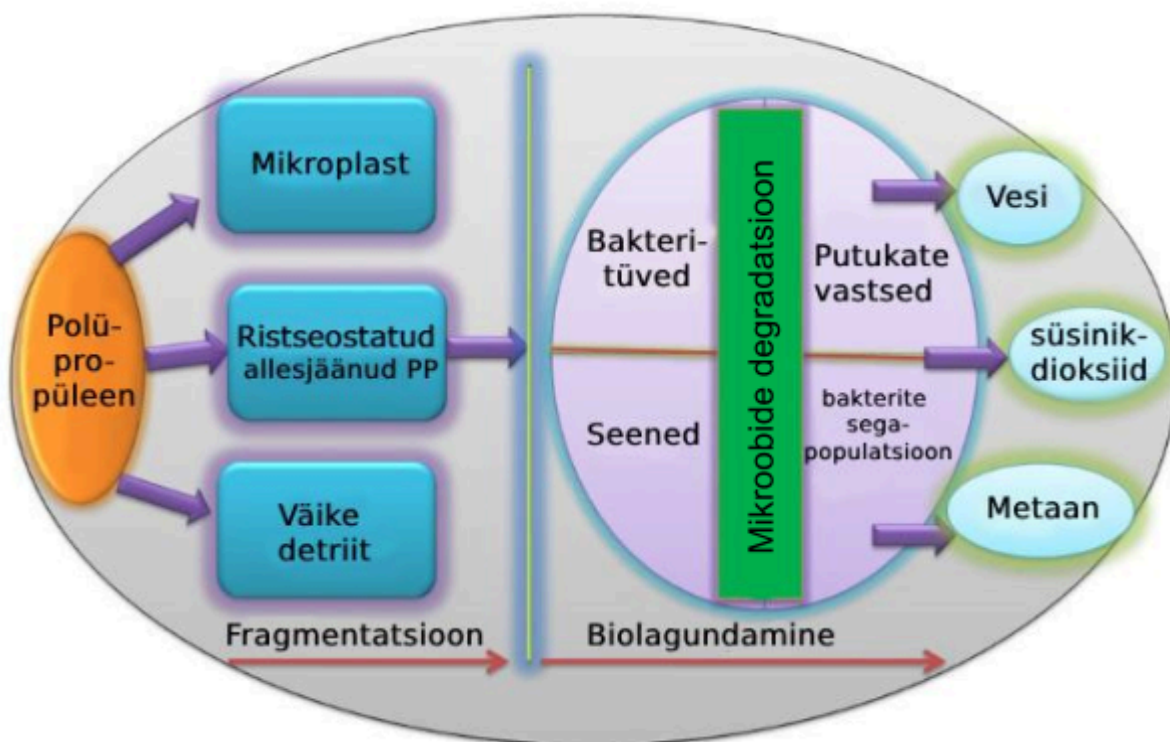 Polü-
pro-
püleen
Mikroplast
Ristseostatud
allesjäänud PP
Väike
detriit
Fragmentatsioon
Bakteri-
tüved
Seened
Mikroobide degradatsioon
Putukate
vastsed
bakterite
sega-
populatsioon
Biolagundamine
Vesi
süsinik-
dioksiid
Metaan